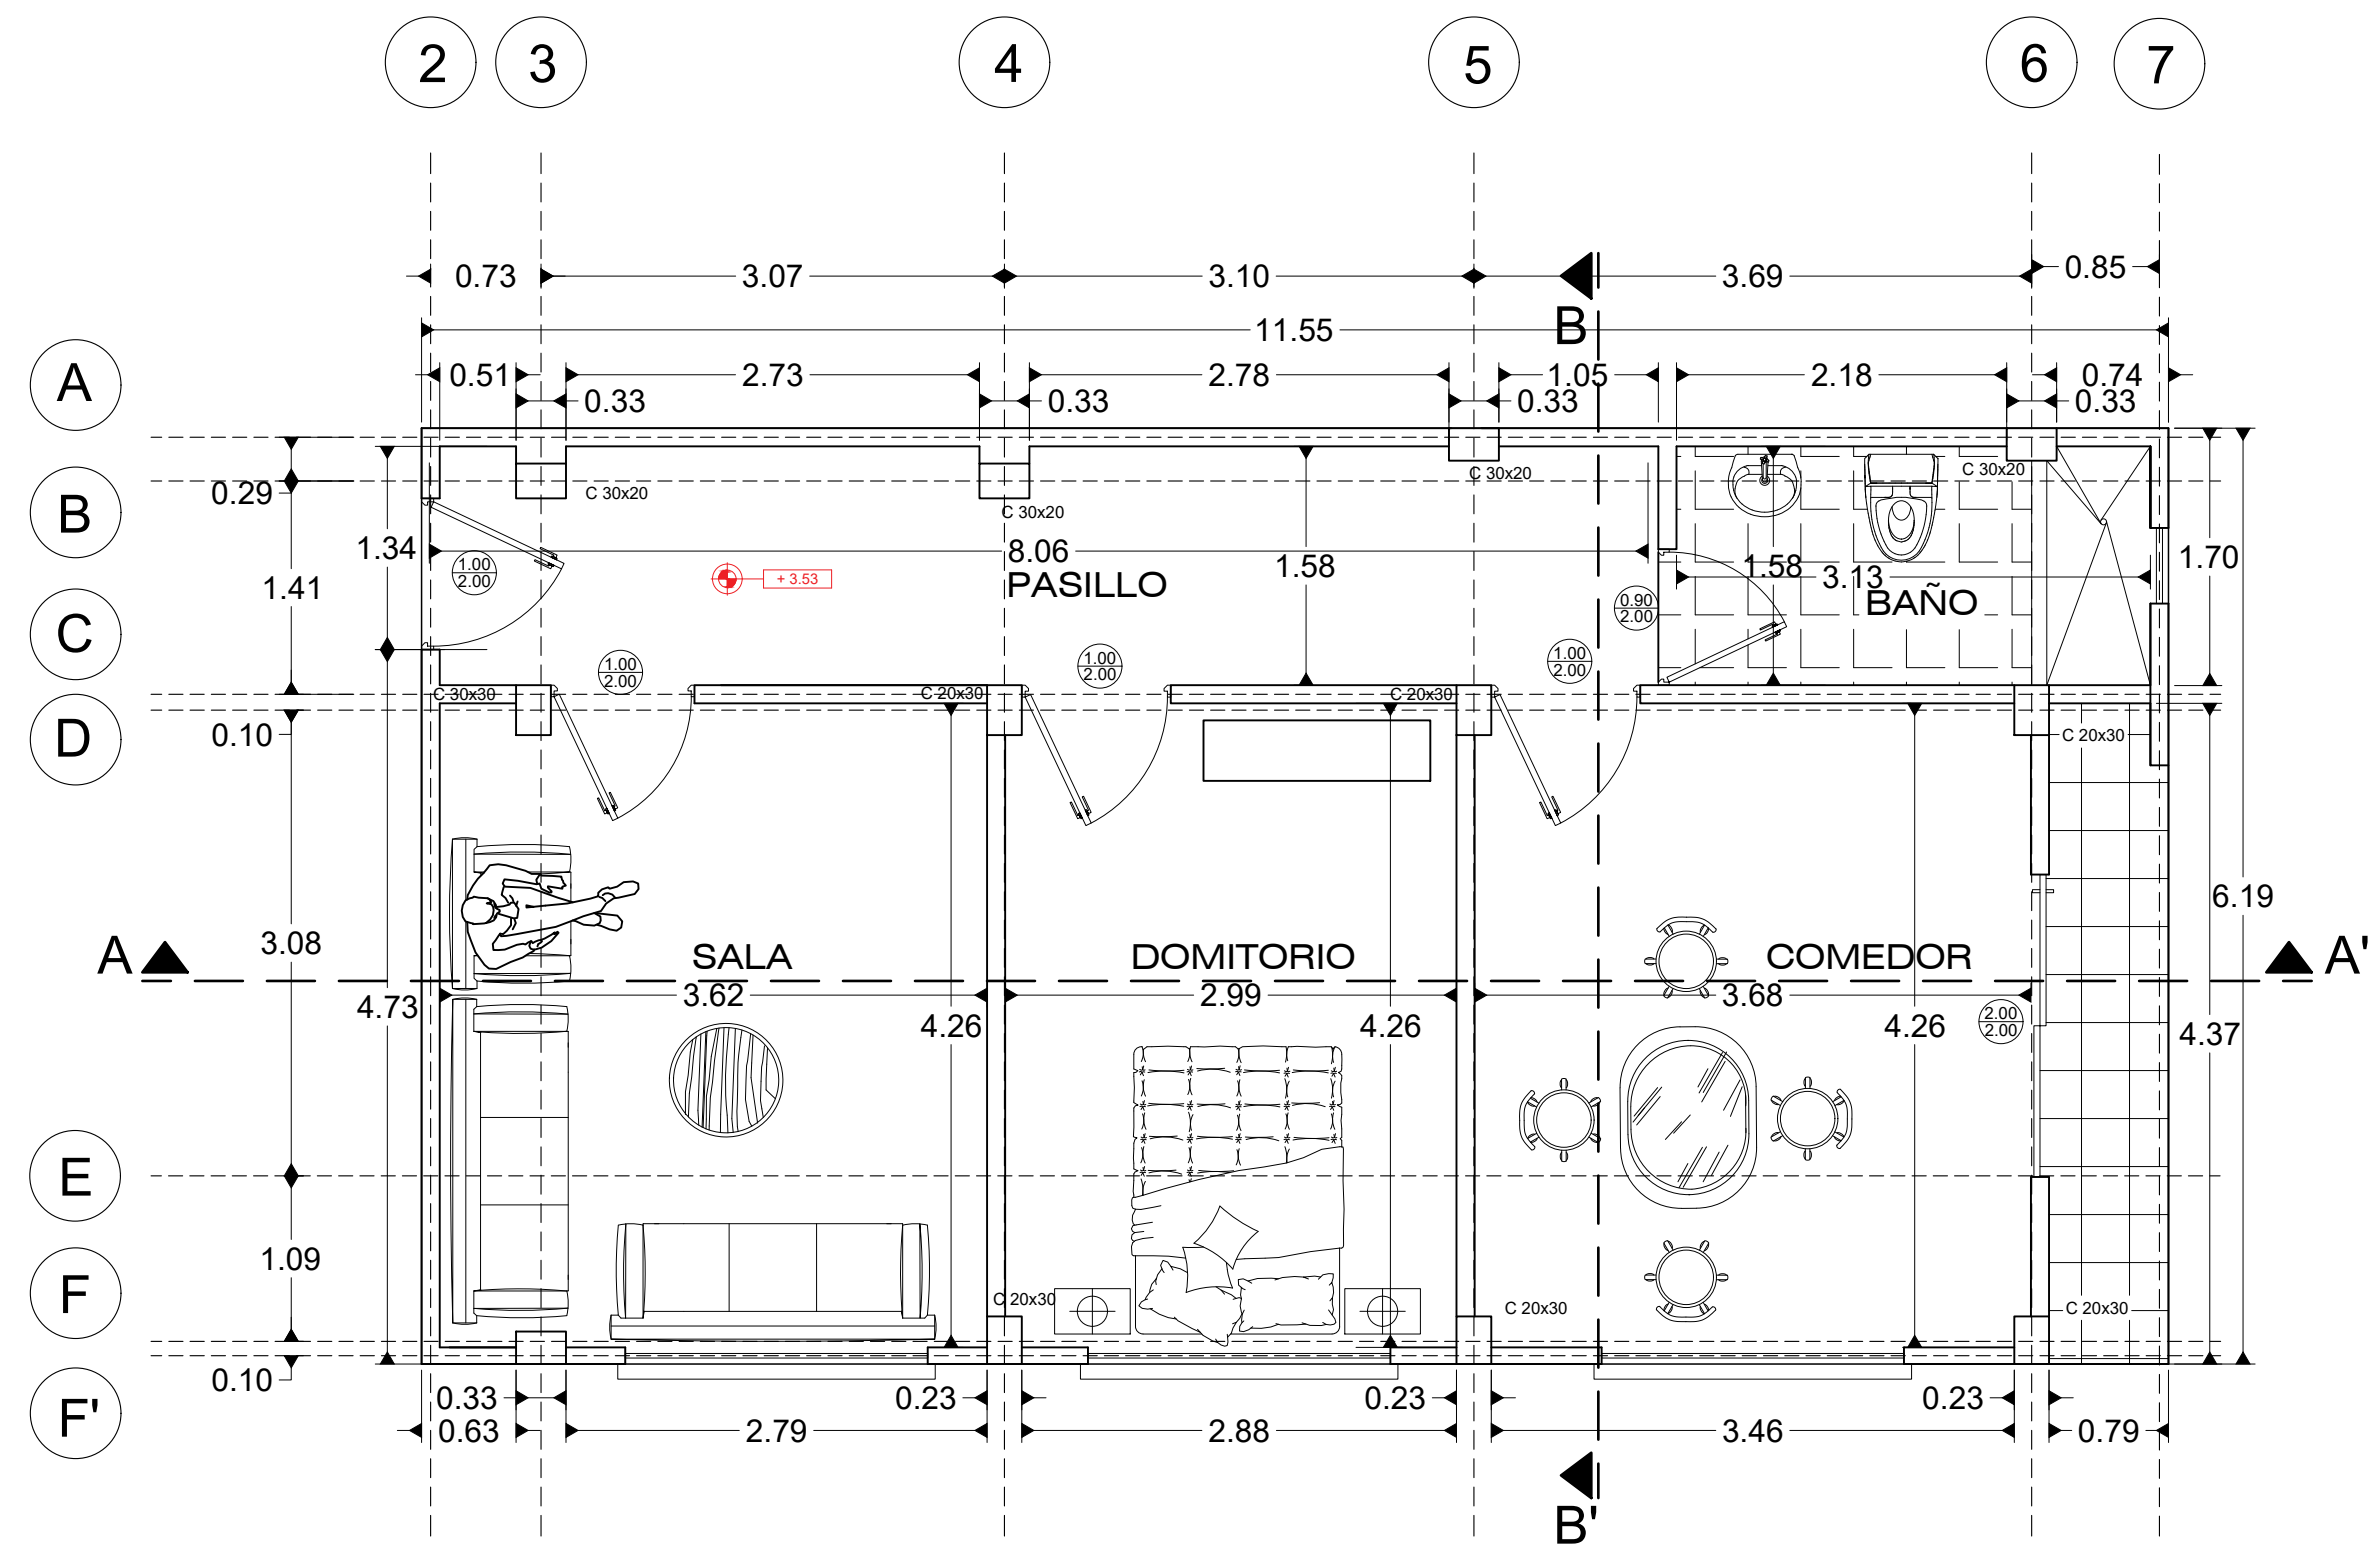 2 3 4 5 6 7
0.73 3.07 3.10 3.69 0.85
B
11.55
A
0.51 2.73 2.78 1.05 2.18 0.74
0.33 0.33 0.33 0.33
C 30x20 C 30x20
0.29 C 30x20
B C 30x20
1.34 8.06 1.58 1.58 1.70
1.00
2.00
+ 3.53
PASILLO
3.13
1.41
BAÑO
0.90
2.00
C
1.00
2.00
1.00
2.00
1.00
2.00
C 30x30 C 20x30 C 20x30
D
0.10
C 20x30
6.19
3.08
A SALA DOMITORIO COMEDOR A'
3.62 2.99 3.68
4.73 4.26 4.26 4.26 4.37
2.00
2.00
E
1.09
F
C 20x30 C 20x30 C 20x30
0.10
F'
0.33 0.23 0.23 0.23
0.63 2.79 2.88 3.46 0.79
B'